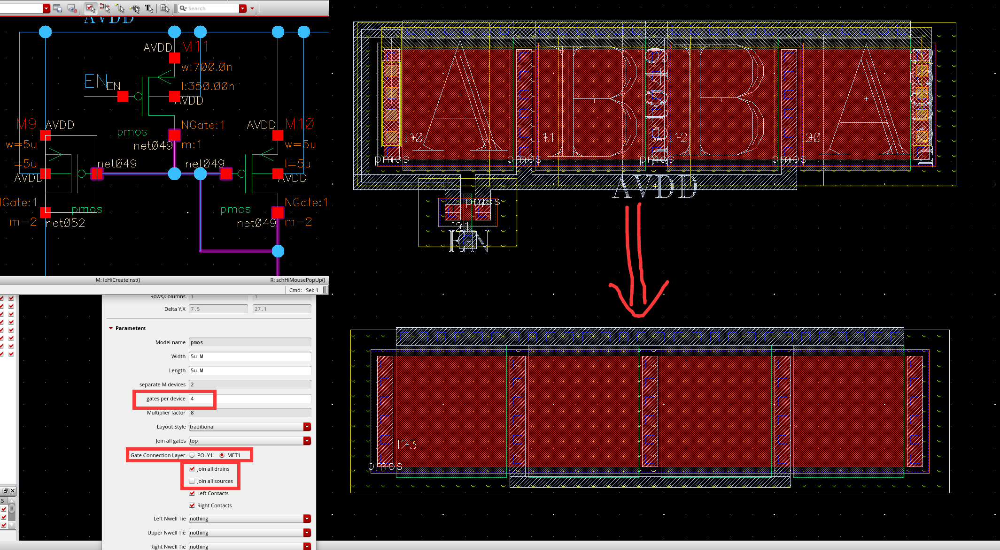 Search
AVDD
AVDD M11
w:700.0n
EN EN
l:350.00n
AVDD
M9 AVDD
AVDD M10
pmos
NGate:1
w=5u
net049 m:1
w=5u
net049 net049
l=5u
l=5u
AVDD
AVDD
NGate:1
pmos
pmos
NGate:1
m=2 net052
net049 m=2
M: leHiCreateInst() R: schHiMousePopUp()
Cmd: Sel: 1
Rows,Columns 1 1
Delta Y,X 7.5 27.1
Parameters
Model name pmos
Width 5u M
Length 5u M
separate M devices 2
gates per device 4
Multiplier factor 8
Layout Style traditional
Join all gates top
Gate Connection Layer POLY1 MET1
Join all drains
Join all sources
Left Contacts
Right Contacts
Left Nwell Tie nothing
Upper Nwell Tie nothing
Right Nwell Tie nothing
S
A B B A
I10 I11 I12 I20
pmos pmos pmos pmos
AVDD
pmos
I21
EN
I23
pmos